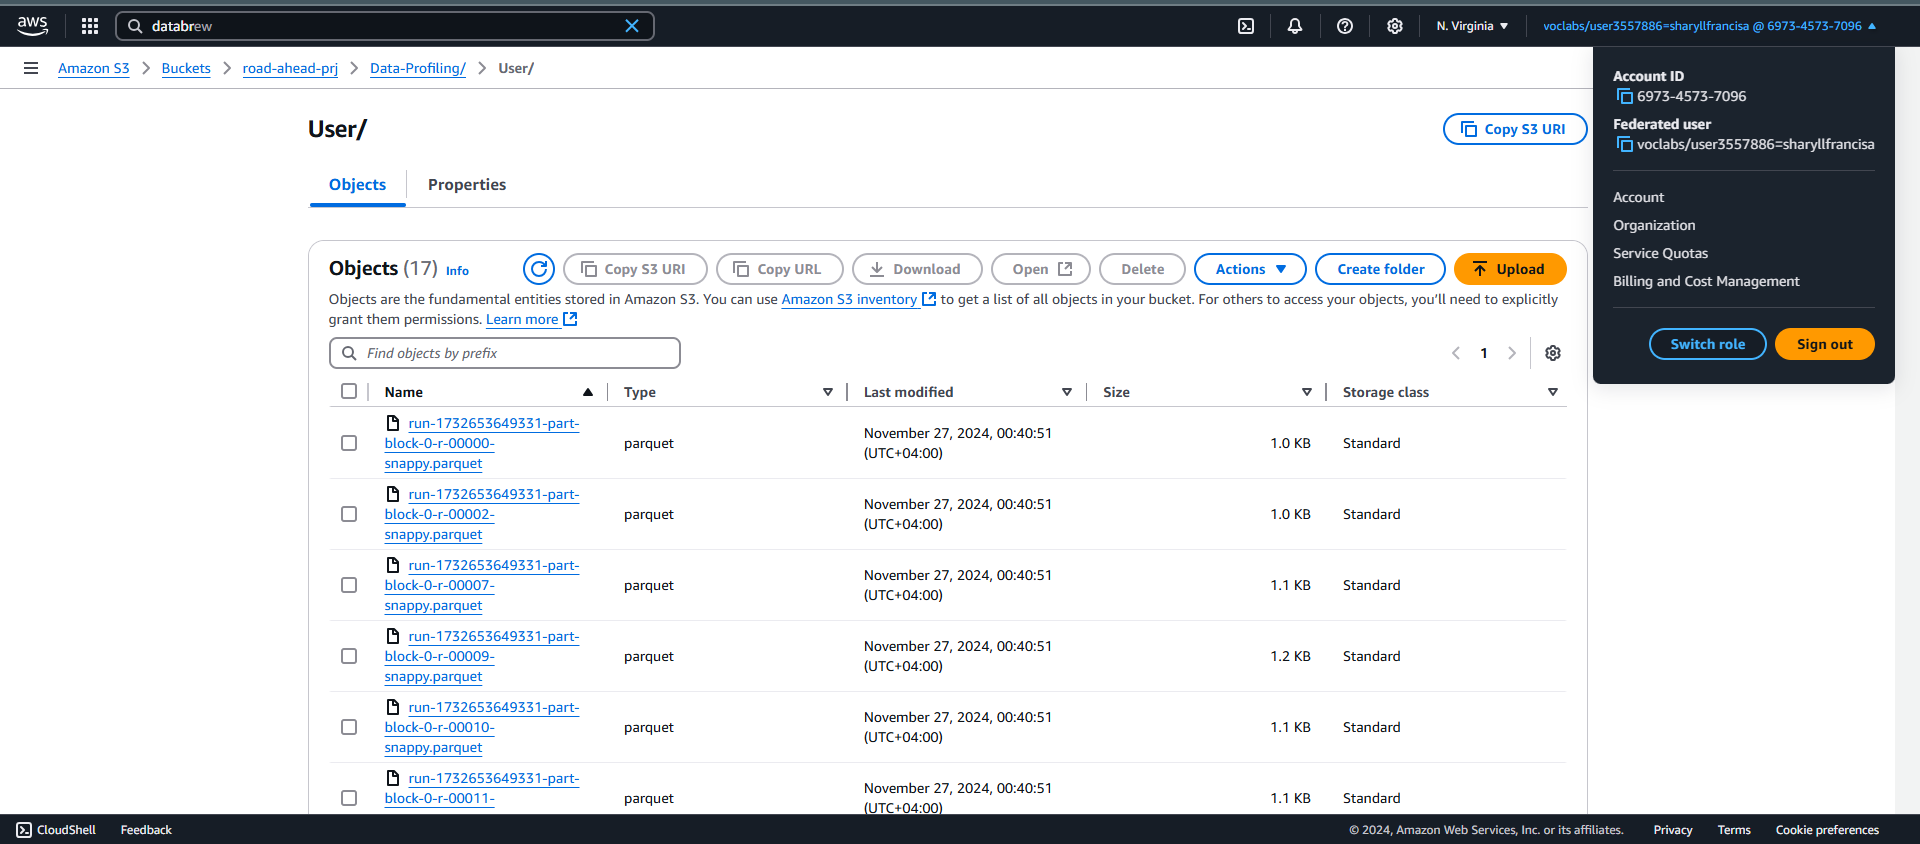 aws
databrew
N. Virginia
voclabs/user3557886=sharyllfrancisa @ 6973-4573-7096
Amazon S3
Buckets
road-ahead-prj
Data-Profiling/
User/
Account ID
6973-4573-7096
Federated user
voclabs/user3557886=sharyllfrancisa
Account
Organization
Service Quotas
Billing and Cost Management
Switch role
Sign out
User/
Copy S3 URI
Objects
Properties
Objects (17) Info
Copy S3 URI
Copy URL
Download
Open
Delete
Actions
Create folder
Upload
Objects are the fundamental entities stored in Amazon S3. You can use Amazon S3 inventory to get a list of all objects in your bucket. For others to access your objects, you'll need to explicitly
grant them permissions. Learn more
Find objects by prefix
1
Name
Type
Last modified
Size
Storage class
run-1732653649331-part-
block-0-r-00000-
snappy.parquet
parquet
November 27, 2024, 00:40:51
(UTC+04:00)
1.0 KB
Standard
run-1732653649331-part-
block-0-r-00002-
snappy.parquet
parquet
November 27, 2024, 00:40:51
(UTC+04:00)
1.0 KB
Standard
run-1732653649331-part-
block-0-r-00007-
snappy.parquet
parquet
November 27, 2024, 00:40:51
(UTC+04:00)
1.1 KB
Standard
run-1732653649331-part-
block-0-r-00009-
snappy.parquet
parquet
November 27, 2024, 00:40:51
(UTC+04:00)
1.2 KB
Standard
run-1732653649331-part-
block-0-r-00010-
snappy.parquet
parquet
November 27, 2024, 00:40:51
(UTC+04:00)
1.1 KB
Standard
run-1732653649331-part-
block-0-r-00011-
parquet
November 27, 2024, 00:40:51
(UTC+04:00)
1.1 KB
Standard
CloudShell
Feedback
© 2024, Amazon Web Services, Inc. or its affiliates.
Privacy
Terms
Cookie preferences